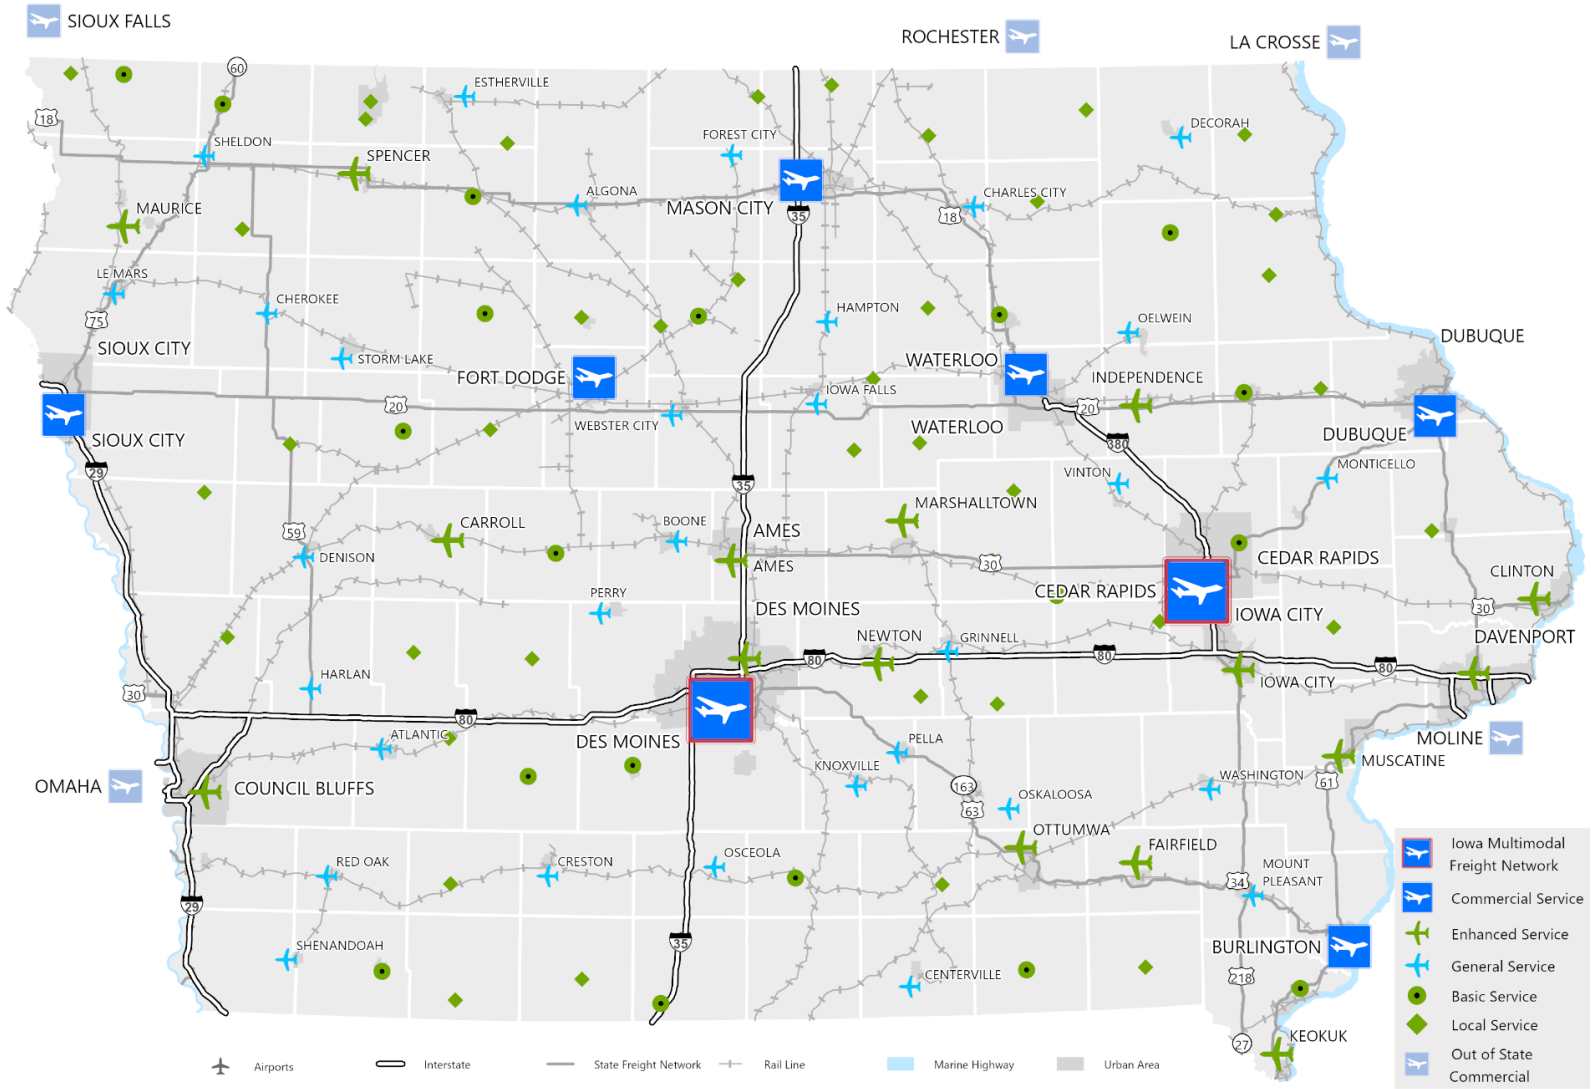 SIOUX FALLS
ROCHESTER
LA CROSSE
60
ESTHERVILLE
18
DECORAH
FOREST CITY
SHELDON
SPENCER
ALGONA
CHARLES CITY
MAURICE
MASON CITY
35
18
LE MARS
CHEROKEE
HAMPTON
OELWEIN
75
DUBUQUE
SIOUX CITY
STORM LAKE
WATERLOO
FORT DODGE
INDEPENDENCE
IOWA FALLS
20
20
WEBSTER CITY
WATERLOO
DUBUQUE
SIOUX CITY
380
29
VINTON
MONTICELLO
35
MARSHALLTOWN
CARROLL
BOONE
AMES
59
DENISON
CEDAR RAPIDS
AMES
30
CLINTON
PERRY
CEDAR RAPIDS
DES MOINES
30
IOWA CITY
NEWTON
GRINNELL
DAVENPORT
80
80
80
HARLAN
IOWA CITY
30
80
ATLANTIC
DES MOINES
PELLA
MOLINE
KNOXVILLE
MUSCATINE
WASHINGTON
OMAHA
COUNCIL BLUFFS
163
61
OSKALOOSA
63
OTTUMWA
FAIRFIELD
RED OAK
CRESTON
OSCEOLA
MOUNT
PLEASANT
34
29
SHENANDOAH
35
BURLINGTON
CENTERVILLE
218
KEOKUK
27
Iowa Multimodal
Freight Network
Commercial Service
Enhanced Service
General Service
Basic Service
Local Service
Out of State
Commercial
Airports
Interstate
State Freight Network
Rail Line
Marine Highway
Urban Area